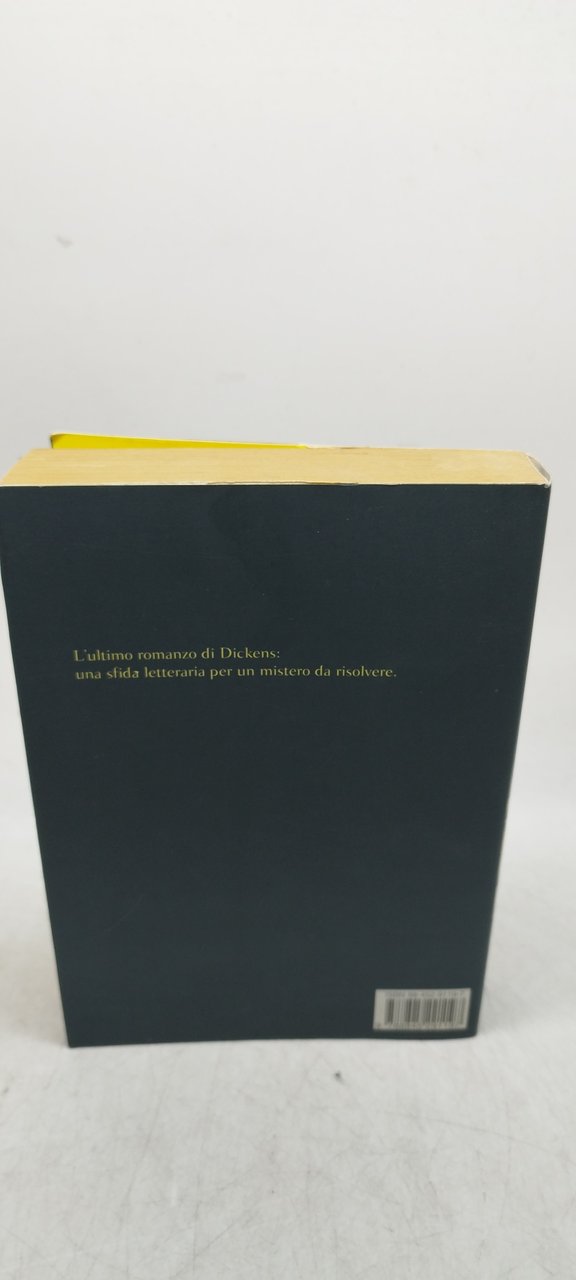 L'ultimo romanzo di Dickens:
una sfida letteraria per un mistero da risolvere.